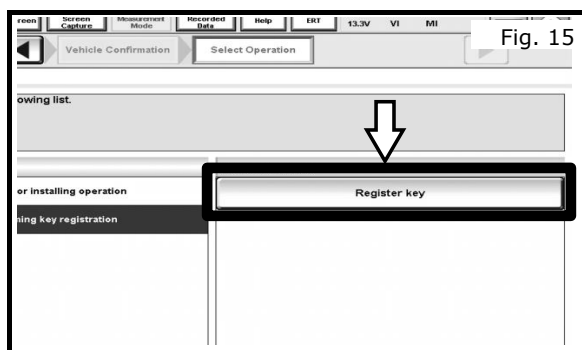 reen
Screen Capture
Measurement Mode
Recorded Data
Help
ERT
13.3V
VI
MI
Fig. 15
Vehicle Confirmation
Select Operation
owing list.
or installing operation
Register key
ning key registration